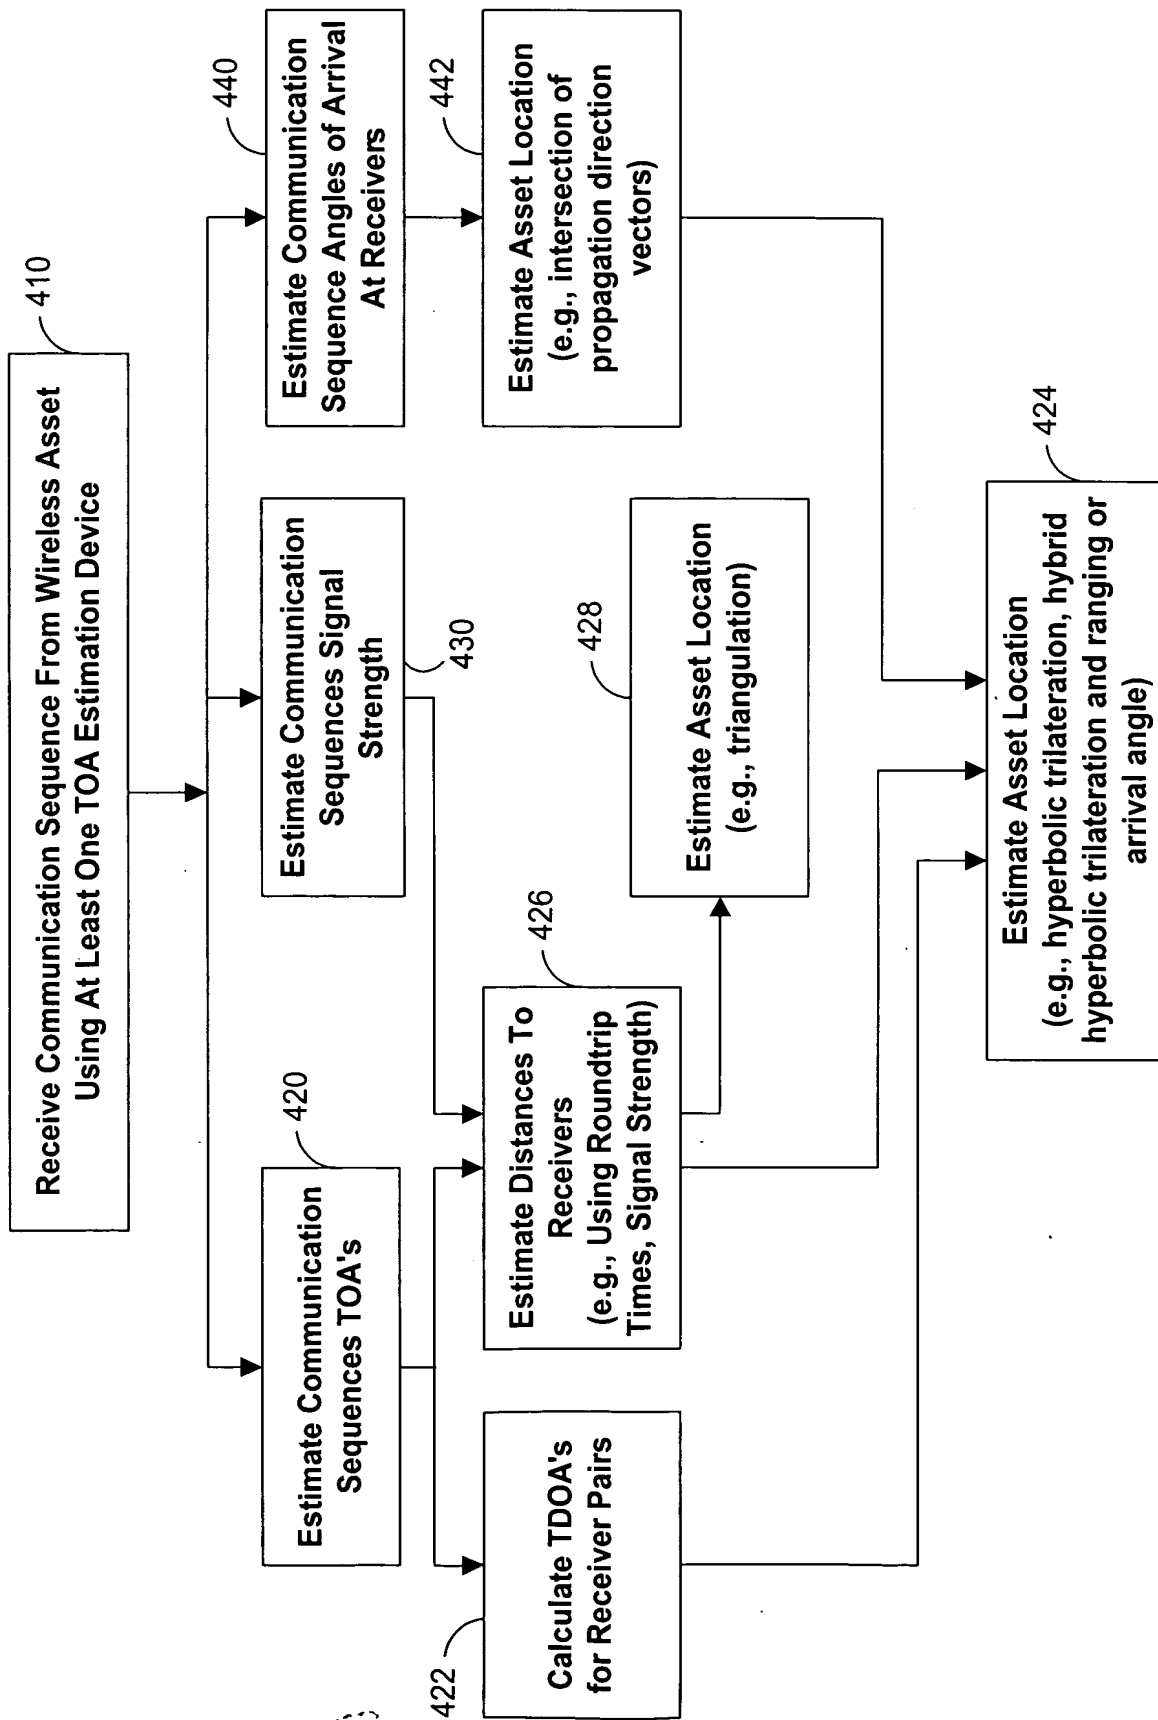 410
Receive Communication Sequence From Wireless Asset
Using At Least One TOA Estimation Device
420
Estimate Communication
Sequences TOA's
Estimate Communication
Sequences Signal
Strength
430
440
Estimate Communication
Sequence Angles of Arrival
At Receivers
422
Calculate TDOA's
for Receiver Pairs
426
Estimate Distances To
Receivers
(e.g., Using Roundtrip
Times, Signal Strength)
428
Estimate Asset Location
(e.g., triangulation)
442
Estimate Asset Location
(e.g., intersection of
propagation direction
vectors)
424
Estimate Asset Location
(e.g., hyperbolic trilateration, hybrid
hyperbolic trilateration and ranging or
arrival angle)